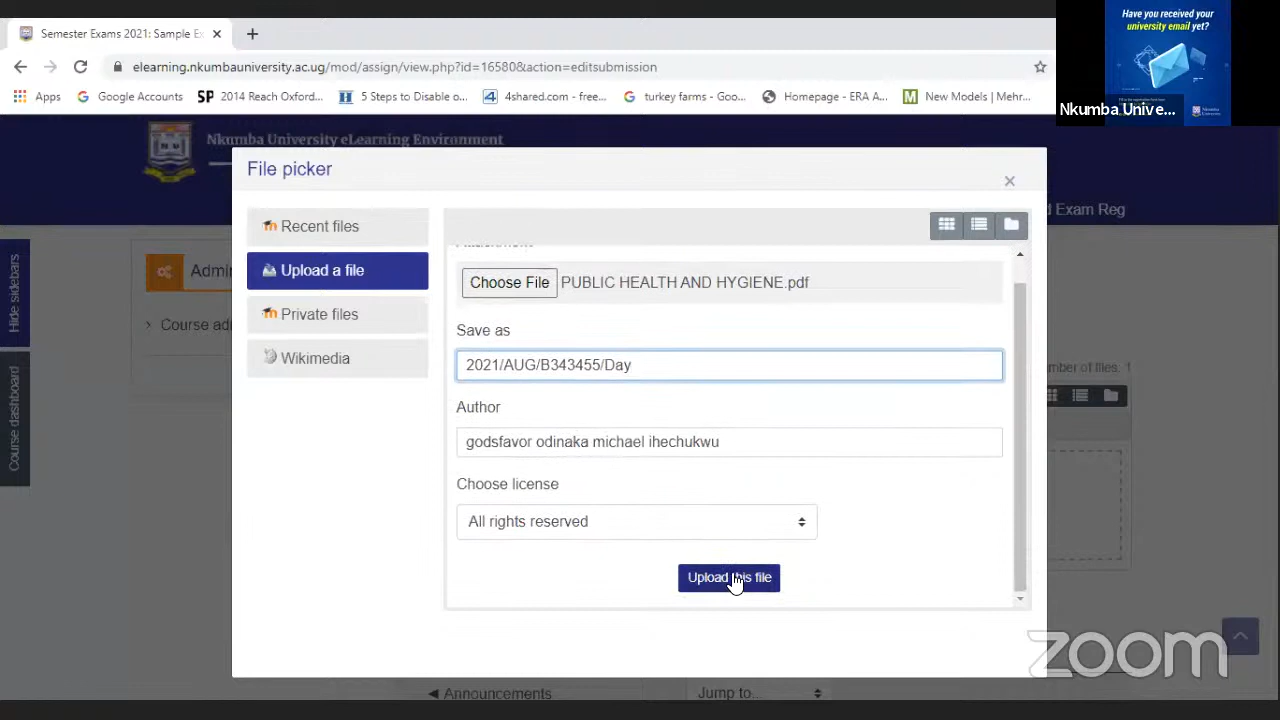 Semester Exams 2021: Sample Ex
elearning.nkumbauniversity.ac.ug/mod/assign/view.php?id=16580&action=editsubmission
Apps
Google Accounts
2014 Reach Oxford...
5 Steps to Disable o...
4shared.com - free...
turkey farms - Goo...
Homepage - ERA A...
New Models | Mehr...
Have you received your
university email yet?
Nkumba Unive...
Nkumba University eLearning Environment
d Exam Reg
File picker
Recent files
Upload a file
Private files
Wikimedia
Choose File PUBLIC HEALTH AND HYGIENE.pdf
Save as
2021/AUG/B343455/Day
Author
godsfavor odinaka michael ihechukwu
Choose license
All rights reserved
Upload this file
Hide sidebars
Course dashboard
Admi
Course ad
mber of files. 1
Announcements
Jump to...
zoom